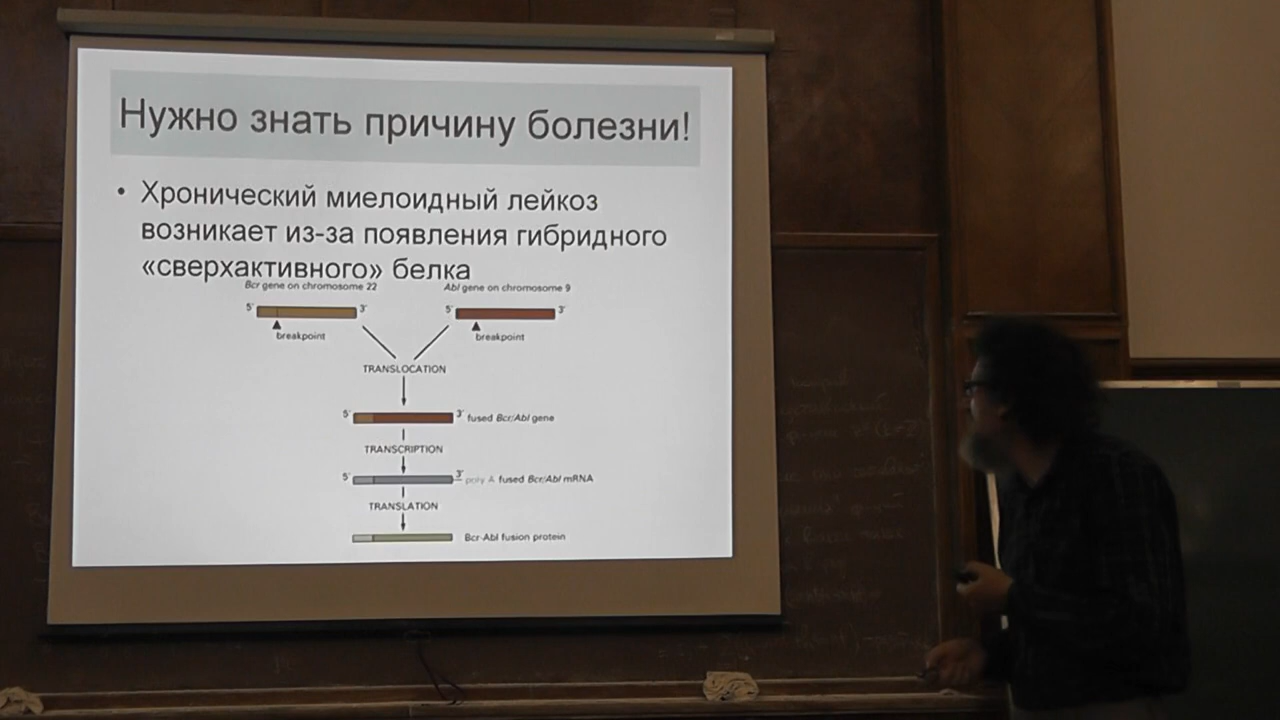 Нужно знать причину болезни!
• Хронический миелоидный лейкоз
возникает из-за появления гибридного
«сверхактивного» белка
Bcr gene on chromosome 22
Abl gene on chromosome 9
5' 3'
5' 3'
breakpoint
breakpoint
TRANSLOCATION
5' 3' fused Bcr/Abl gene
TRANSCRIPTION
5' 3' poly A fused Bcr/Abl mRNA
TRANSLATION
Bcr-Abl fusion protein